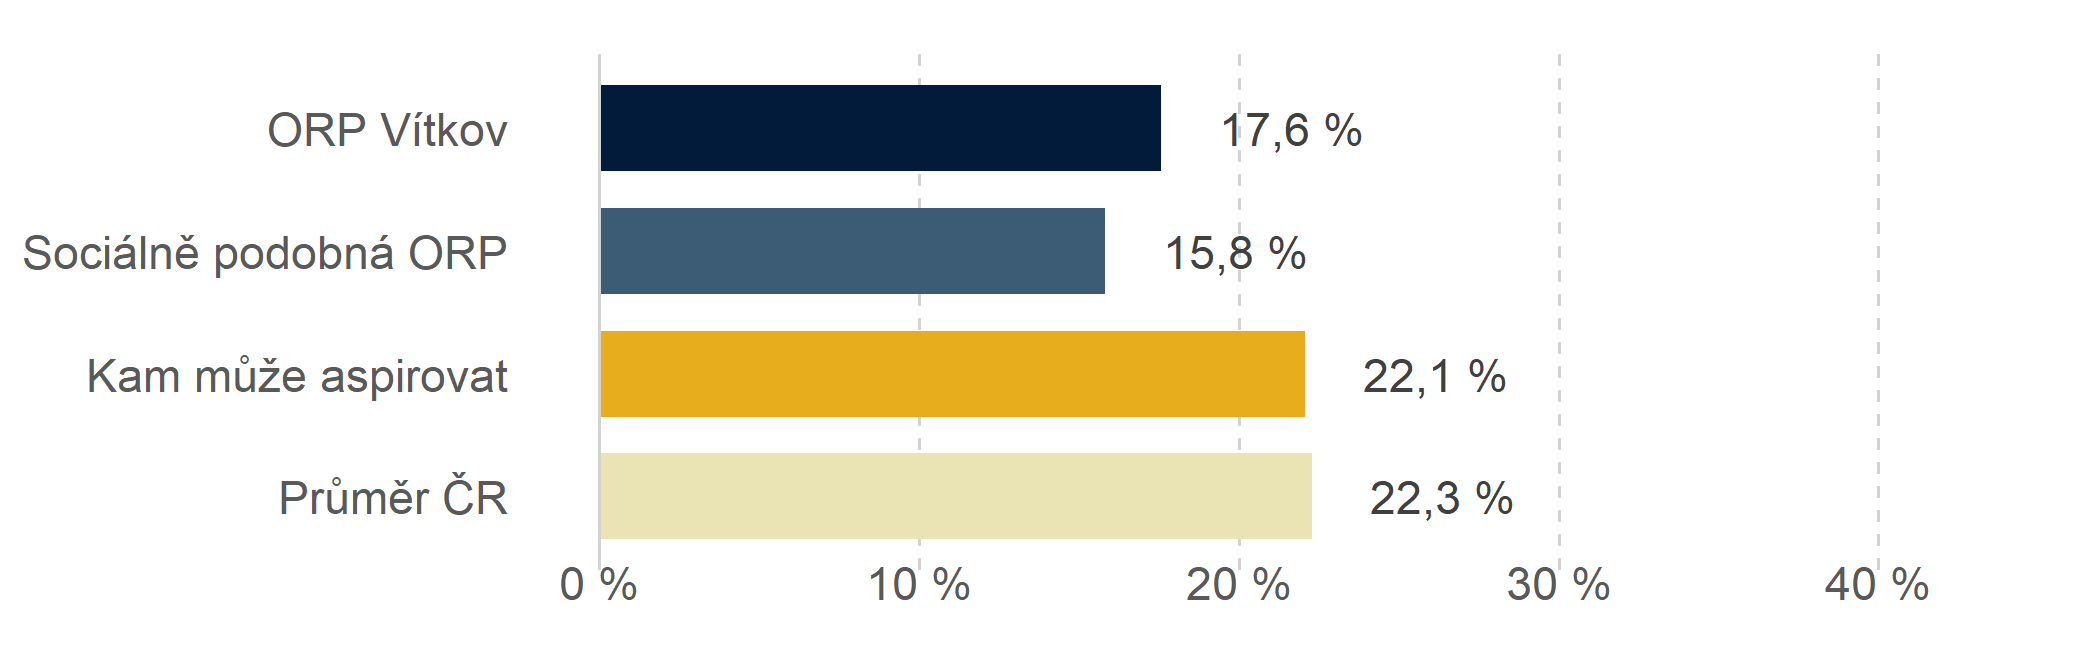 ORP Vítkov 17,6 %
Sociálně podobná ORP 15,8 %
Kam může aspirovat 22,1 %
Průměr ČR 22,3 %
0 % 10 % 20 % 30 % 40 %